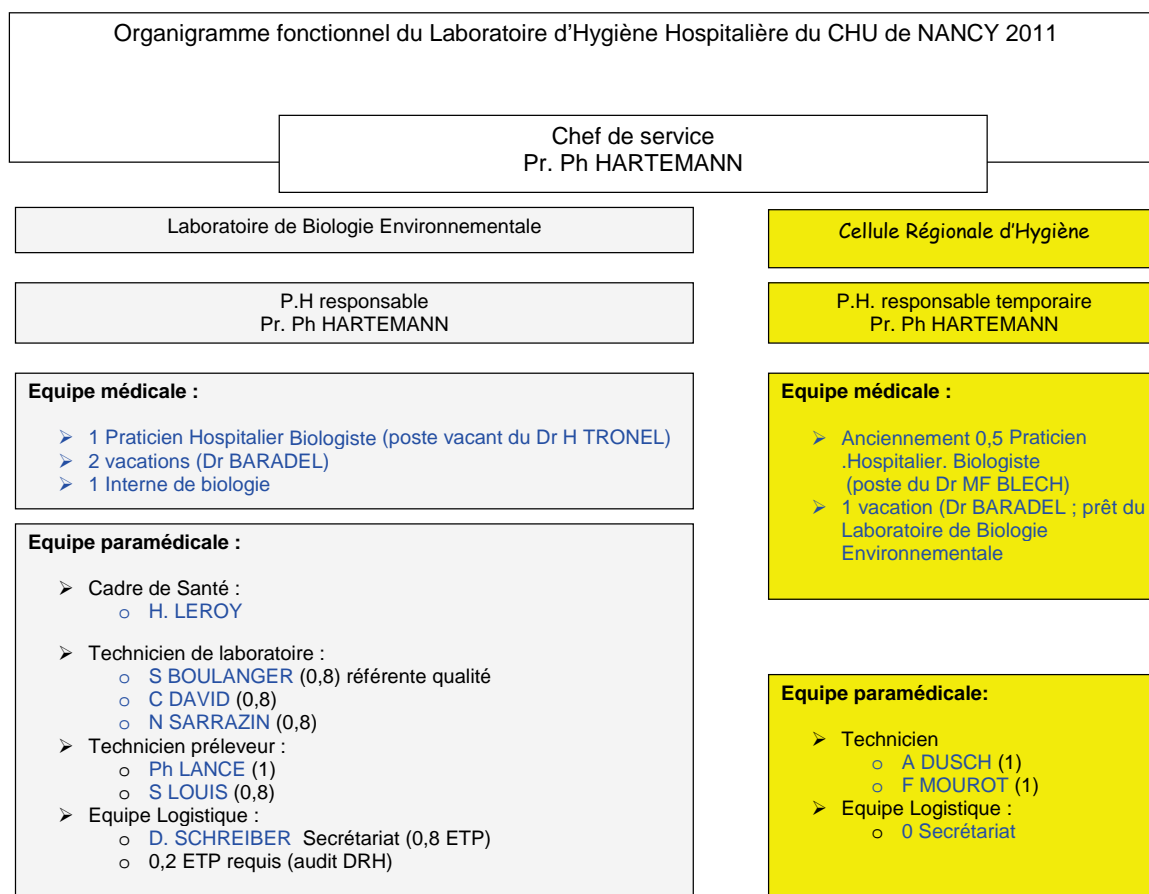 Organigramme fonctionnel du Laboratoire d'Hygiène Hospitalière du CHU de NANCY 2011
Chef de service
Pr. Ph HARTEMANN
Laboratoire de Biologie Environnementale
P.H responsable
Pr. Ph HARTEMANN
Equipe médicale :
➢ 1 Praticien Hospitalier Biologiste (poste vacant du Dr H TRONEL)
➢ 2 vacations (Dr BARADEL)
➢ 1 Interne de biologie
Equipe paramédicale :
➢ Cadre de Santé :
o H. LEROY
➢ Technicien de laboratoire :
o S BOULANGER (0,8) référente qualité
o C DAVID (0,8)
o N SARRAZIN (0,8)
➢ Technicien préleveur :
o Ph LANCE (1)
o S LOUIS (0,8)
➢ Equipe Logistique :
o D. SCHREIBER Secrétariat (0,8 ETP)
o 0,2 ETP requis (audit DRH)
Cellule Régionale d'Hygiène
P.H. responsable temporaire
Pr. Ph HARTEMANN
Equipe médicale :
➢ Anciennement 0,5 Praticien
.Hospitalier. Biologiste
(poste du Dr MF BLECH)
➢ 1 vacation (Dr BARADEL ; prêt du
Laboratoire de Biologie
Environnementale
Equipe paramédicale:
➢ Technicien
o A DUSCH (1)
o F MOUROT (1)
➢ Equipe Logistique :
o 0 Secrétariat